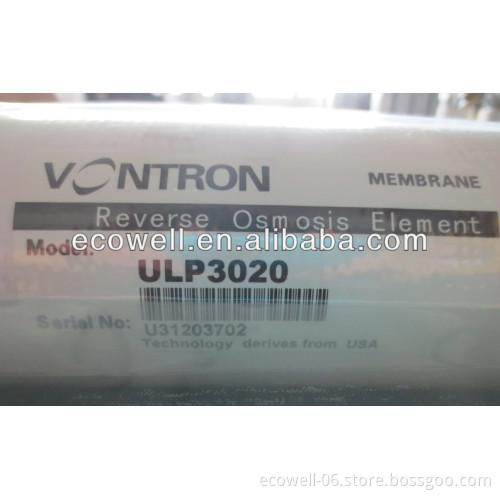 VONTRON MEMBRANE
Reverse Osmosis Element
ecowell.en.alibaba.com
Model: ULP3020
Serial No: U31203702
Technology derives from USA
ecowell-06.store.bossgoo.com